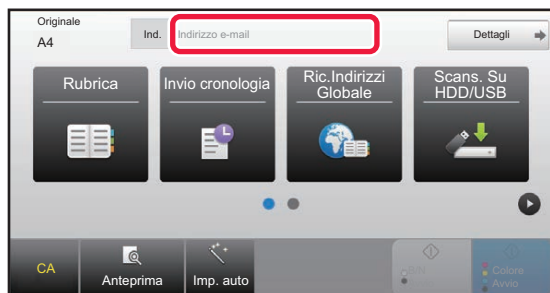 Originale
A4
Ind.
Indirizzo e-mail
Dettagli
Rubrica
Invio cronologia
Ric.Indirizzi
Globale
Scans. Su
HDD/USB
CA
Anteprima
Imp. auto
Colore
Avvio